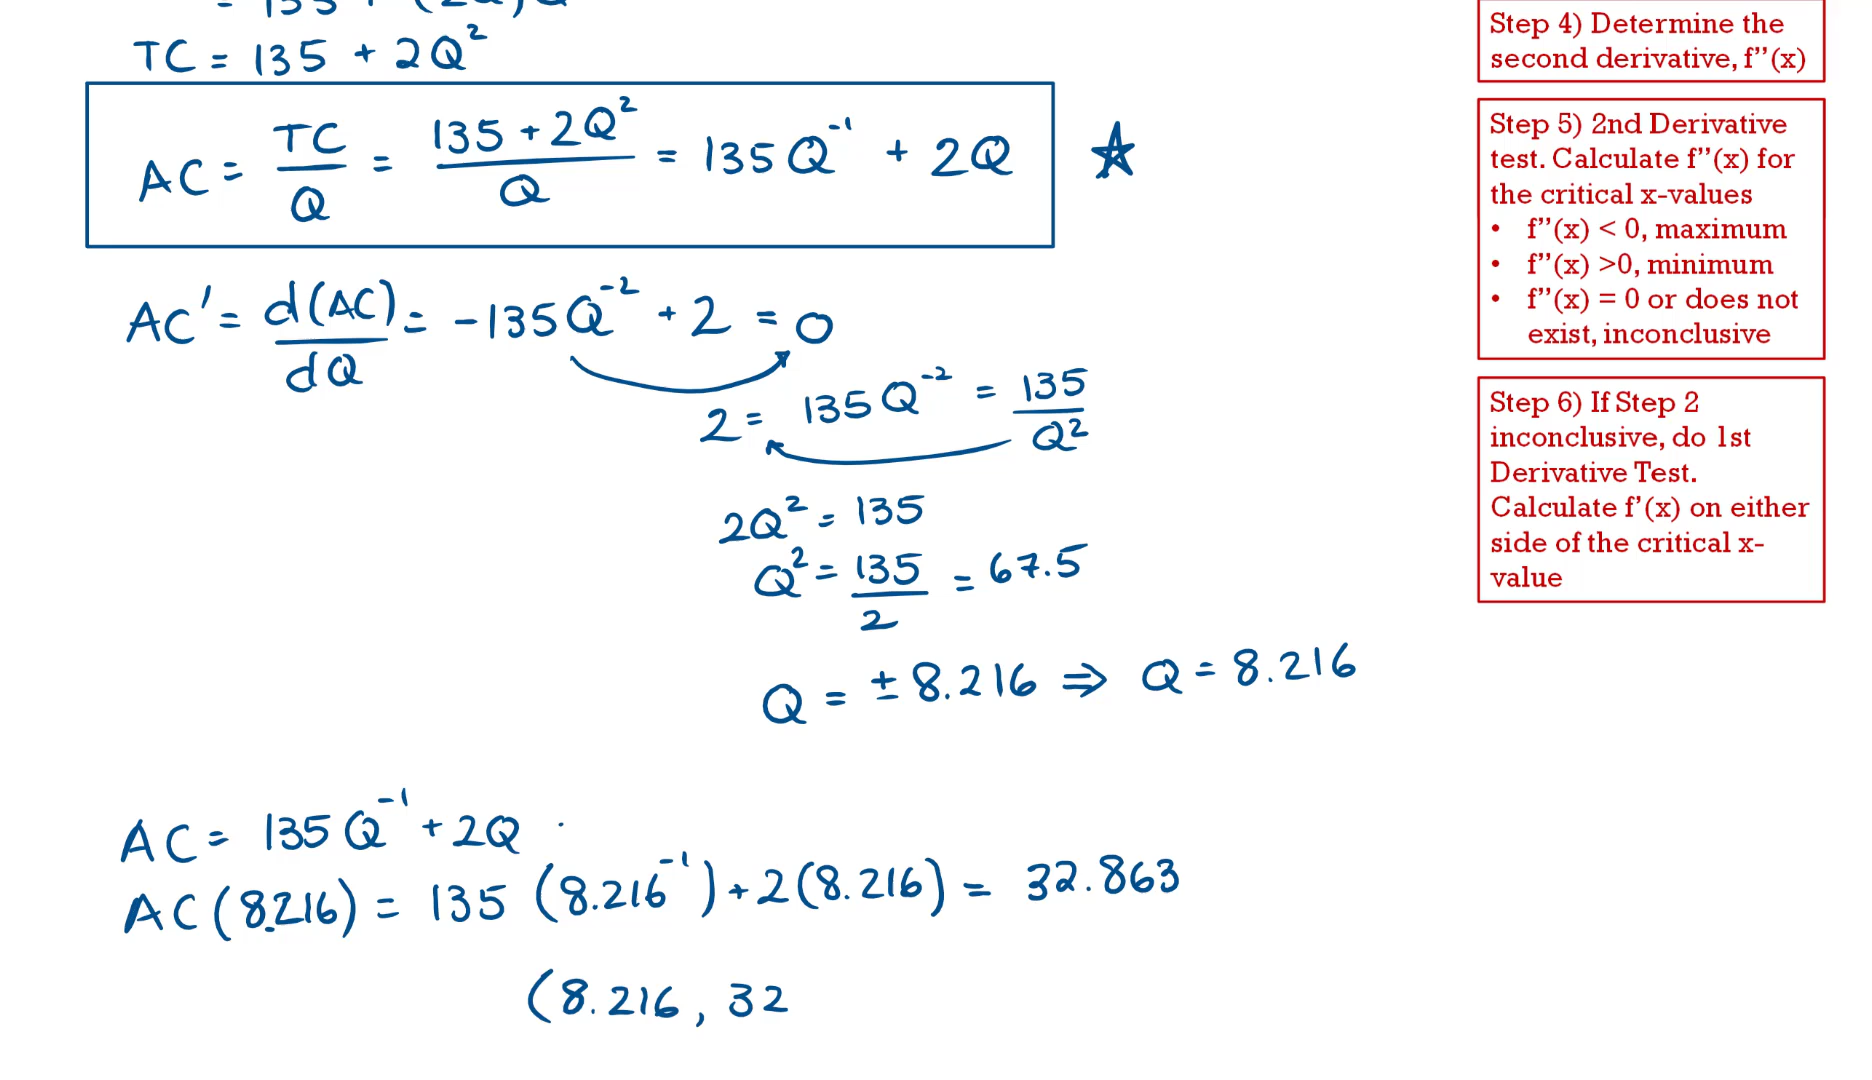 = 135 + (2Q)Q
TC = 135 + 2Q²
AC = TC/Q = (135 + 2Q²)/Q = 135Q⁻¹ + 2Q ☆
AC' = d(AC)/dQ = -135Q⁻² + 2 = 0
2 = 135Q⁻² = 135/Q²
2Q² = 135
Q² = 135/2 = 67.5
Q = ± 8.216 ⇒ Q = 8.216
AC = 135Q⁻¹ + 2Q
AC(8.216) = 135 (8.216⁻¹) + 2(8.216) = 32.863
(8.216, 32
Step 4) Determine the
second derivative, f”(x)
Step 5) 2nd Derivative
test. Calculate f”(x) for
the critical x-values
• f”(x) < 0, maximum
• f”(x) >0, minimum
• f”(x) = 0 or does not
exist, inconclusive
Step 6) If Step 2
inconclusive, do 1st
Derivative Test.
Calculate f’(x) on either
side of the critical x-
value